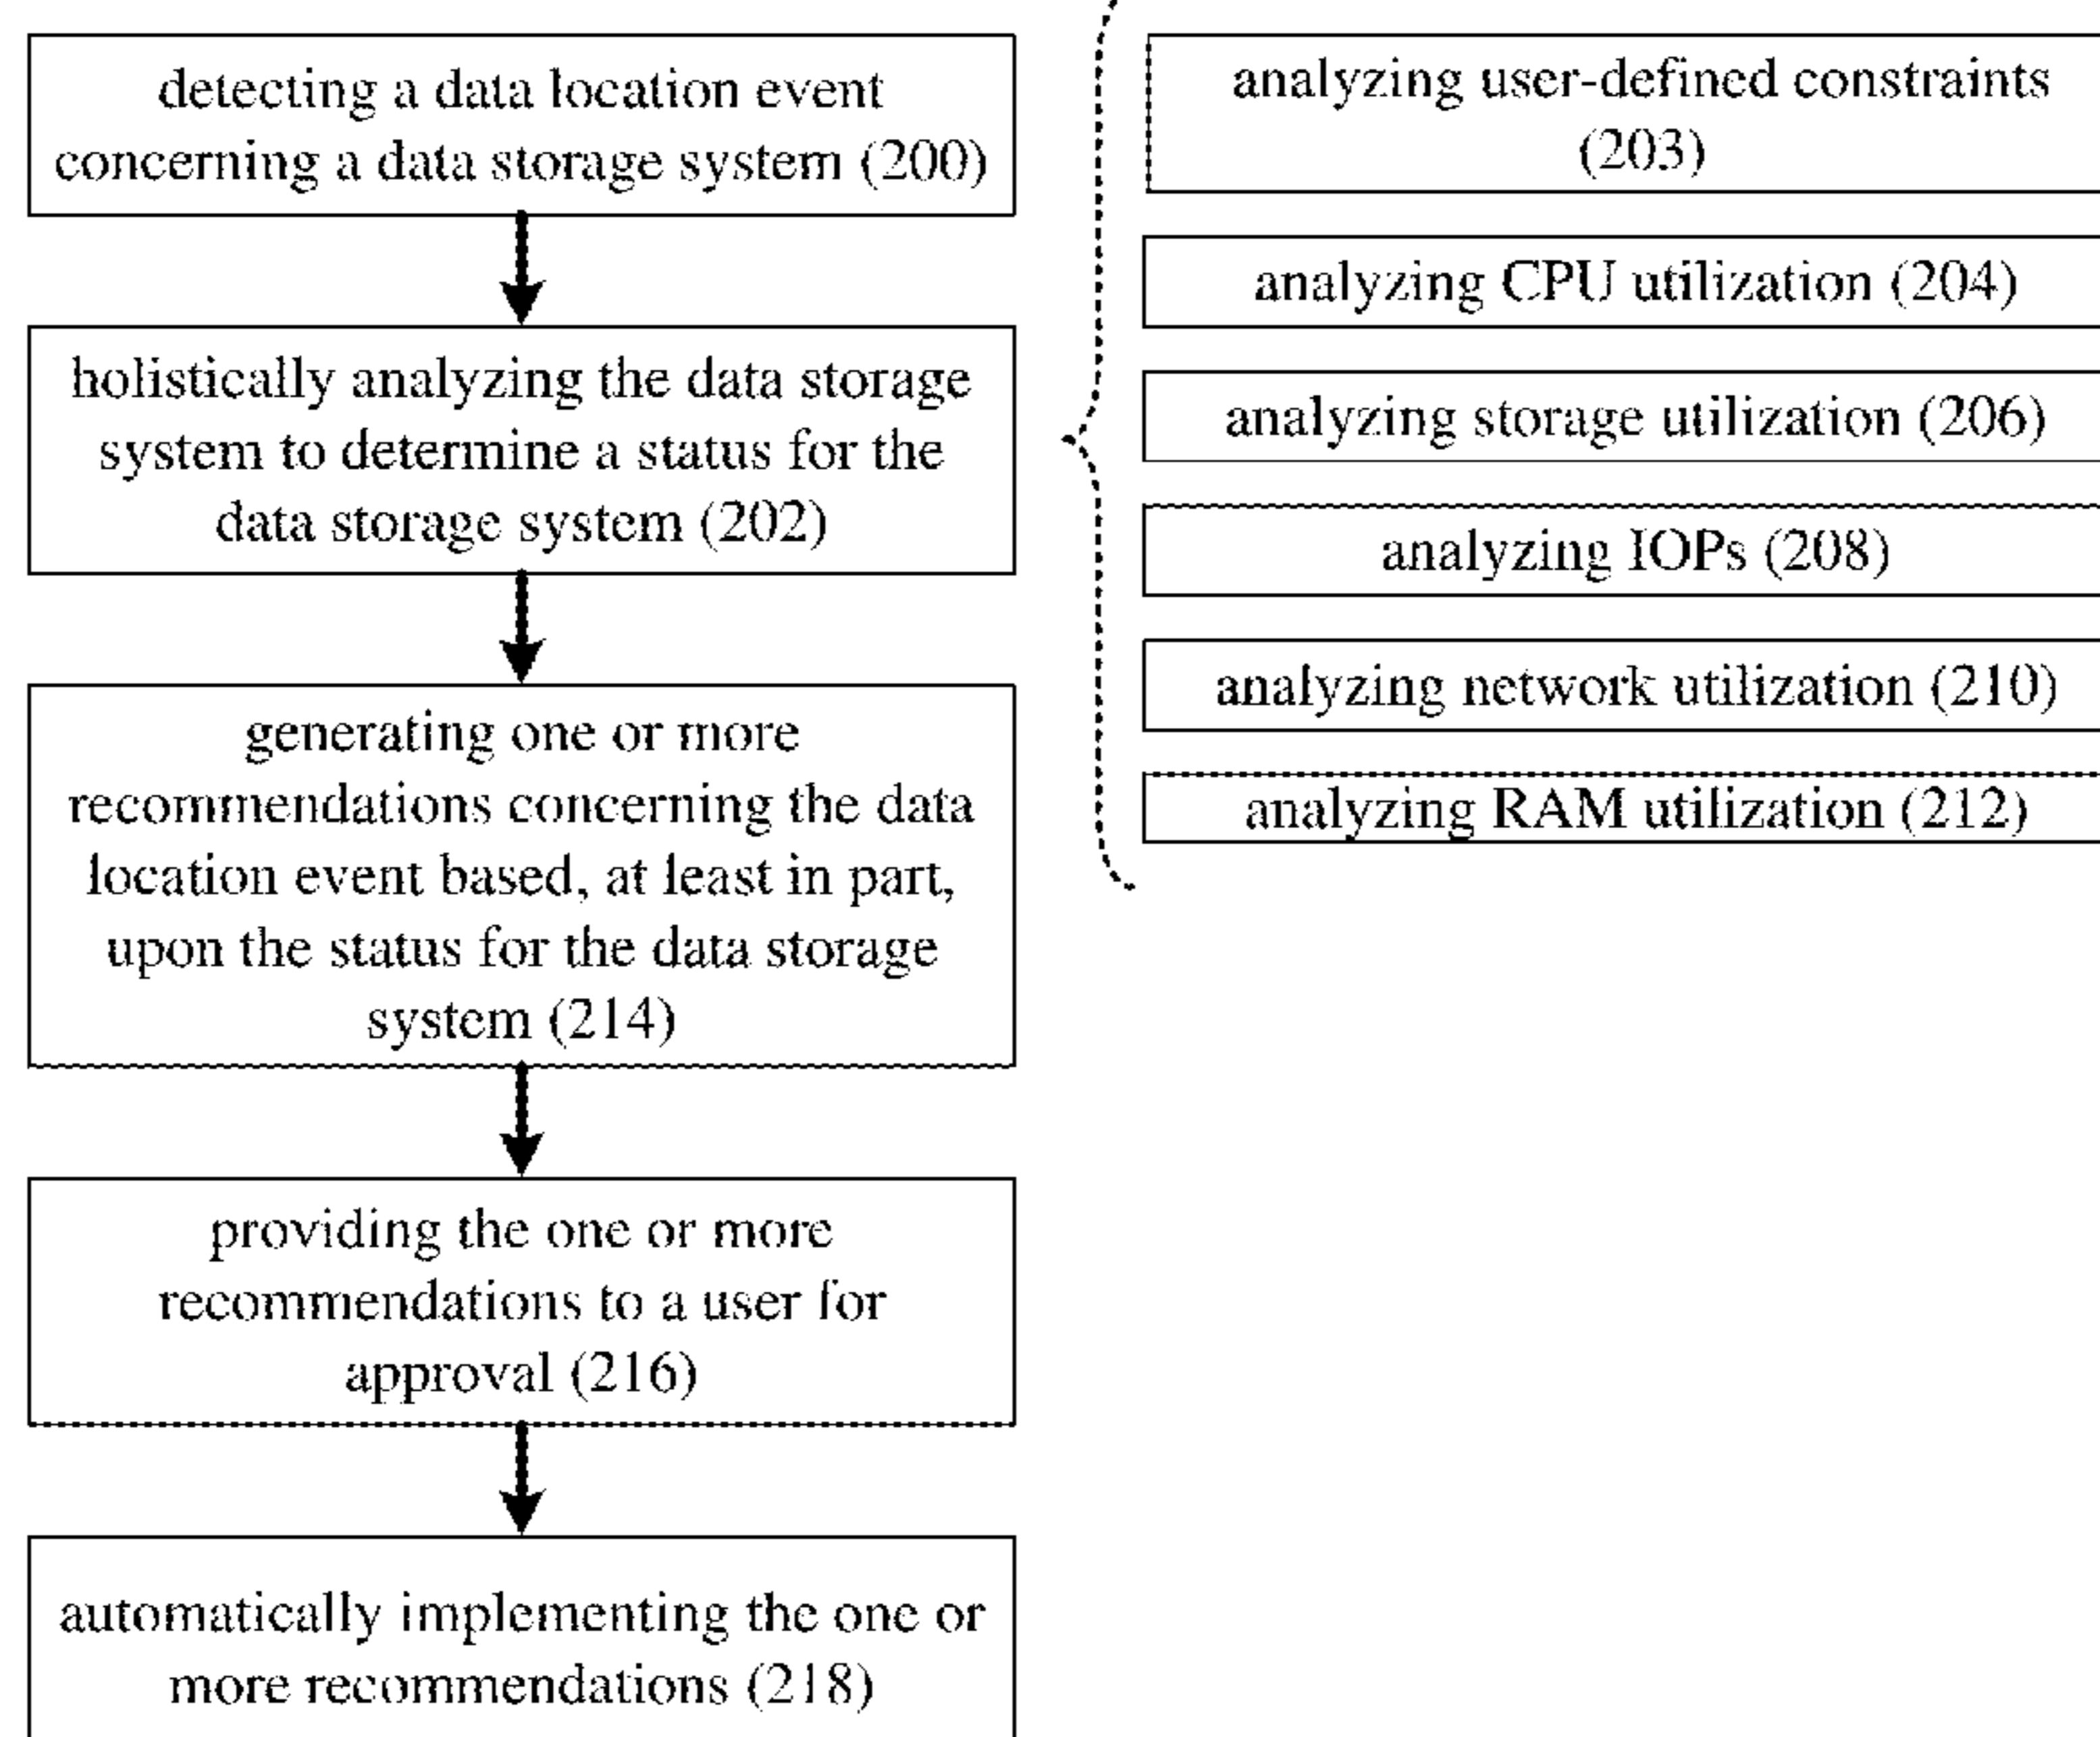 detecting a data location event
concerning a data storage system (200)
holistically analyzing the data storage
system to determine a status for the
data storage system (202)
generating one or more
recommendations concerning the data
location event based, at least in part,
upon the status for the data storage
system (214)
providing the one or more
recommendations to a user for
approval (216)
automatically implementing the one or
more recommendations (218)
analyzing user-defined constraints
(203)
analyzing CPU utilization (204)
analyzing storage utilization (206)
analyzing IOPs (208)
analyzing network utilization (210)
analyzing RAM utilization (212)